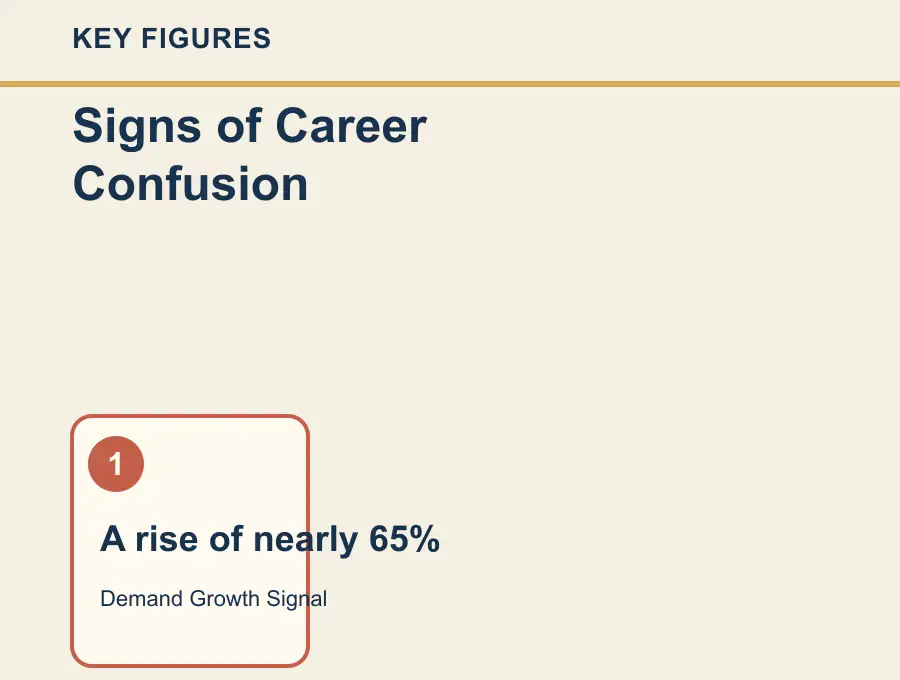 KEY FIGURES
Signs of Career
Confusion
1
A rise of nearly 65%
Demand Growth Signal